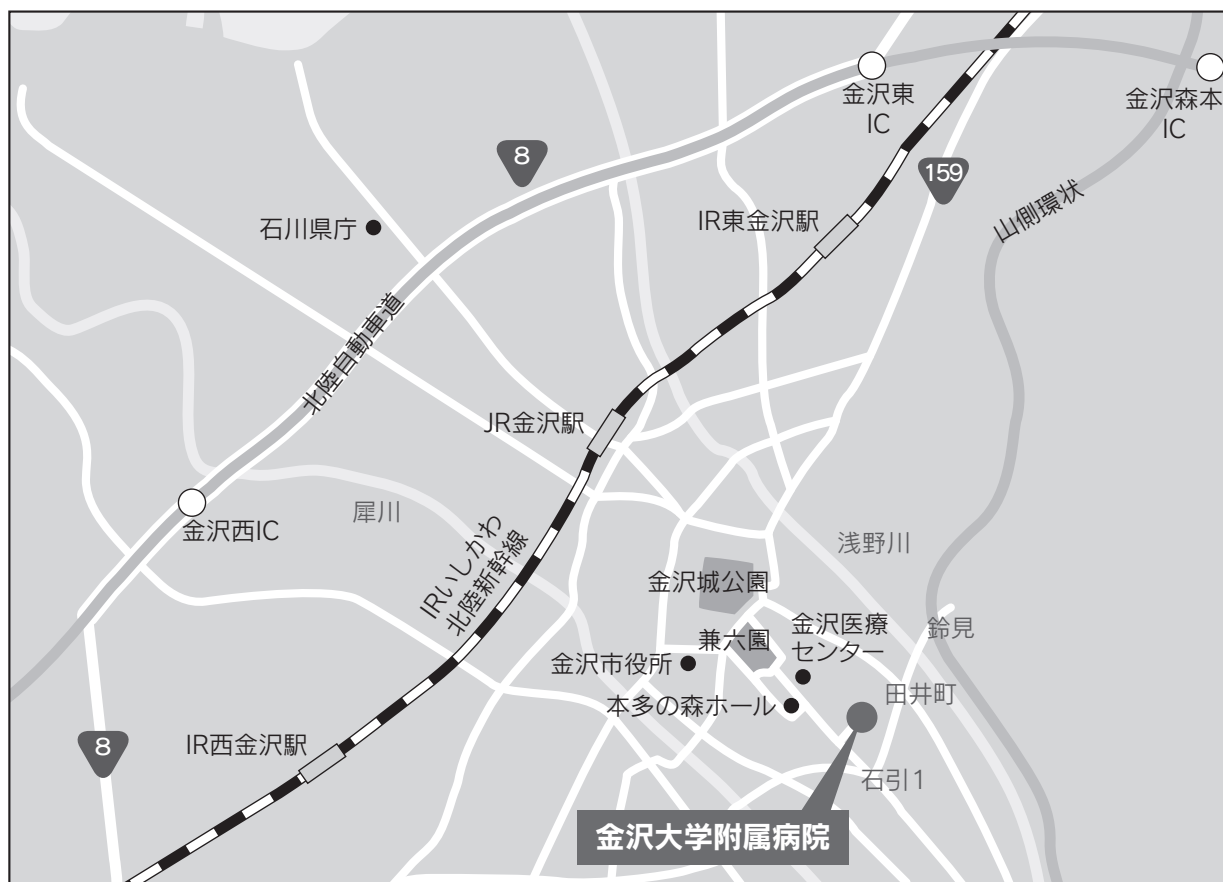 金沢東
IC
金沢森本
IC
8
159
石川県庁
IR東金沢駅
山側環状
北陸自動車道
JR金沢駅
金沢西IC
犀川
IRいしかわ
北陸新幹線
浅野川
金沢城公園
兼六園
金沢医療
センター
鈴見
金沢市役所
本多の森ホール
田井町
8
IR西金沢駅
石引1
金沢大学附属病院